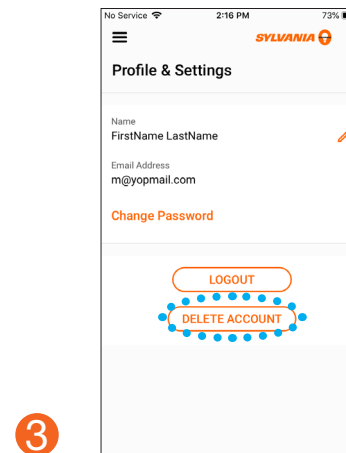 No Service 2:16 PM 73%
SYLVANIA
Profile & Settings
Name
FirstName LastName
Email Address
m@yopmail.com
Change Password
LOGOUT
DELETE ACCOUNT
3